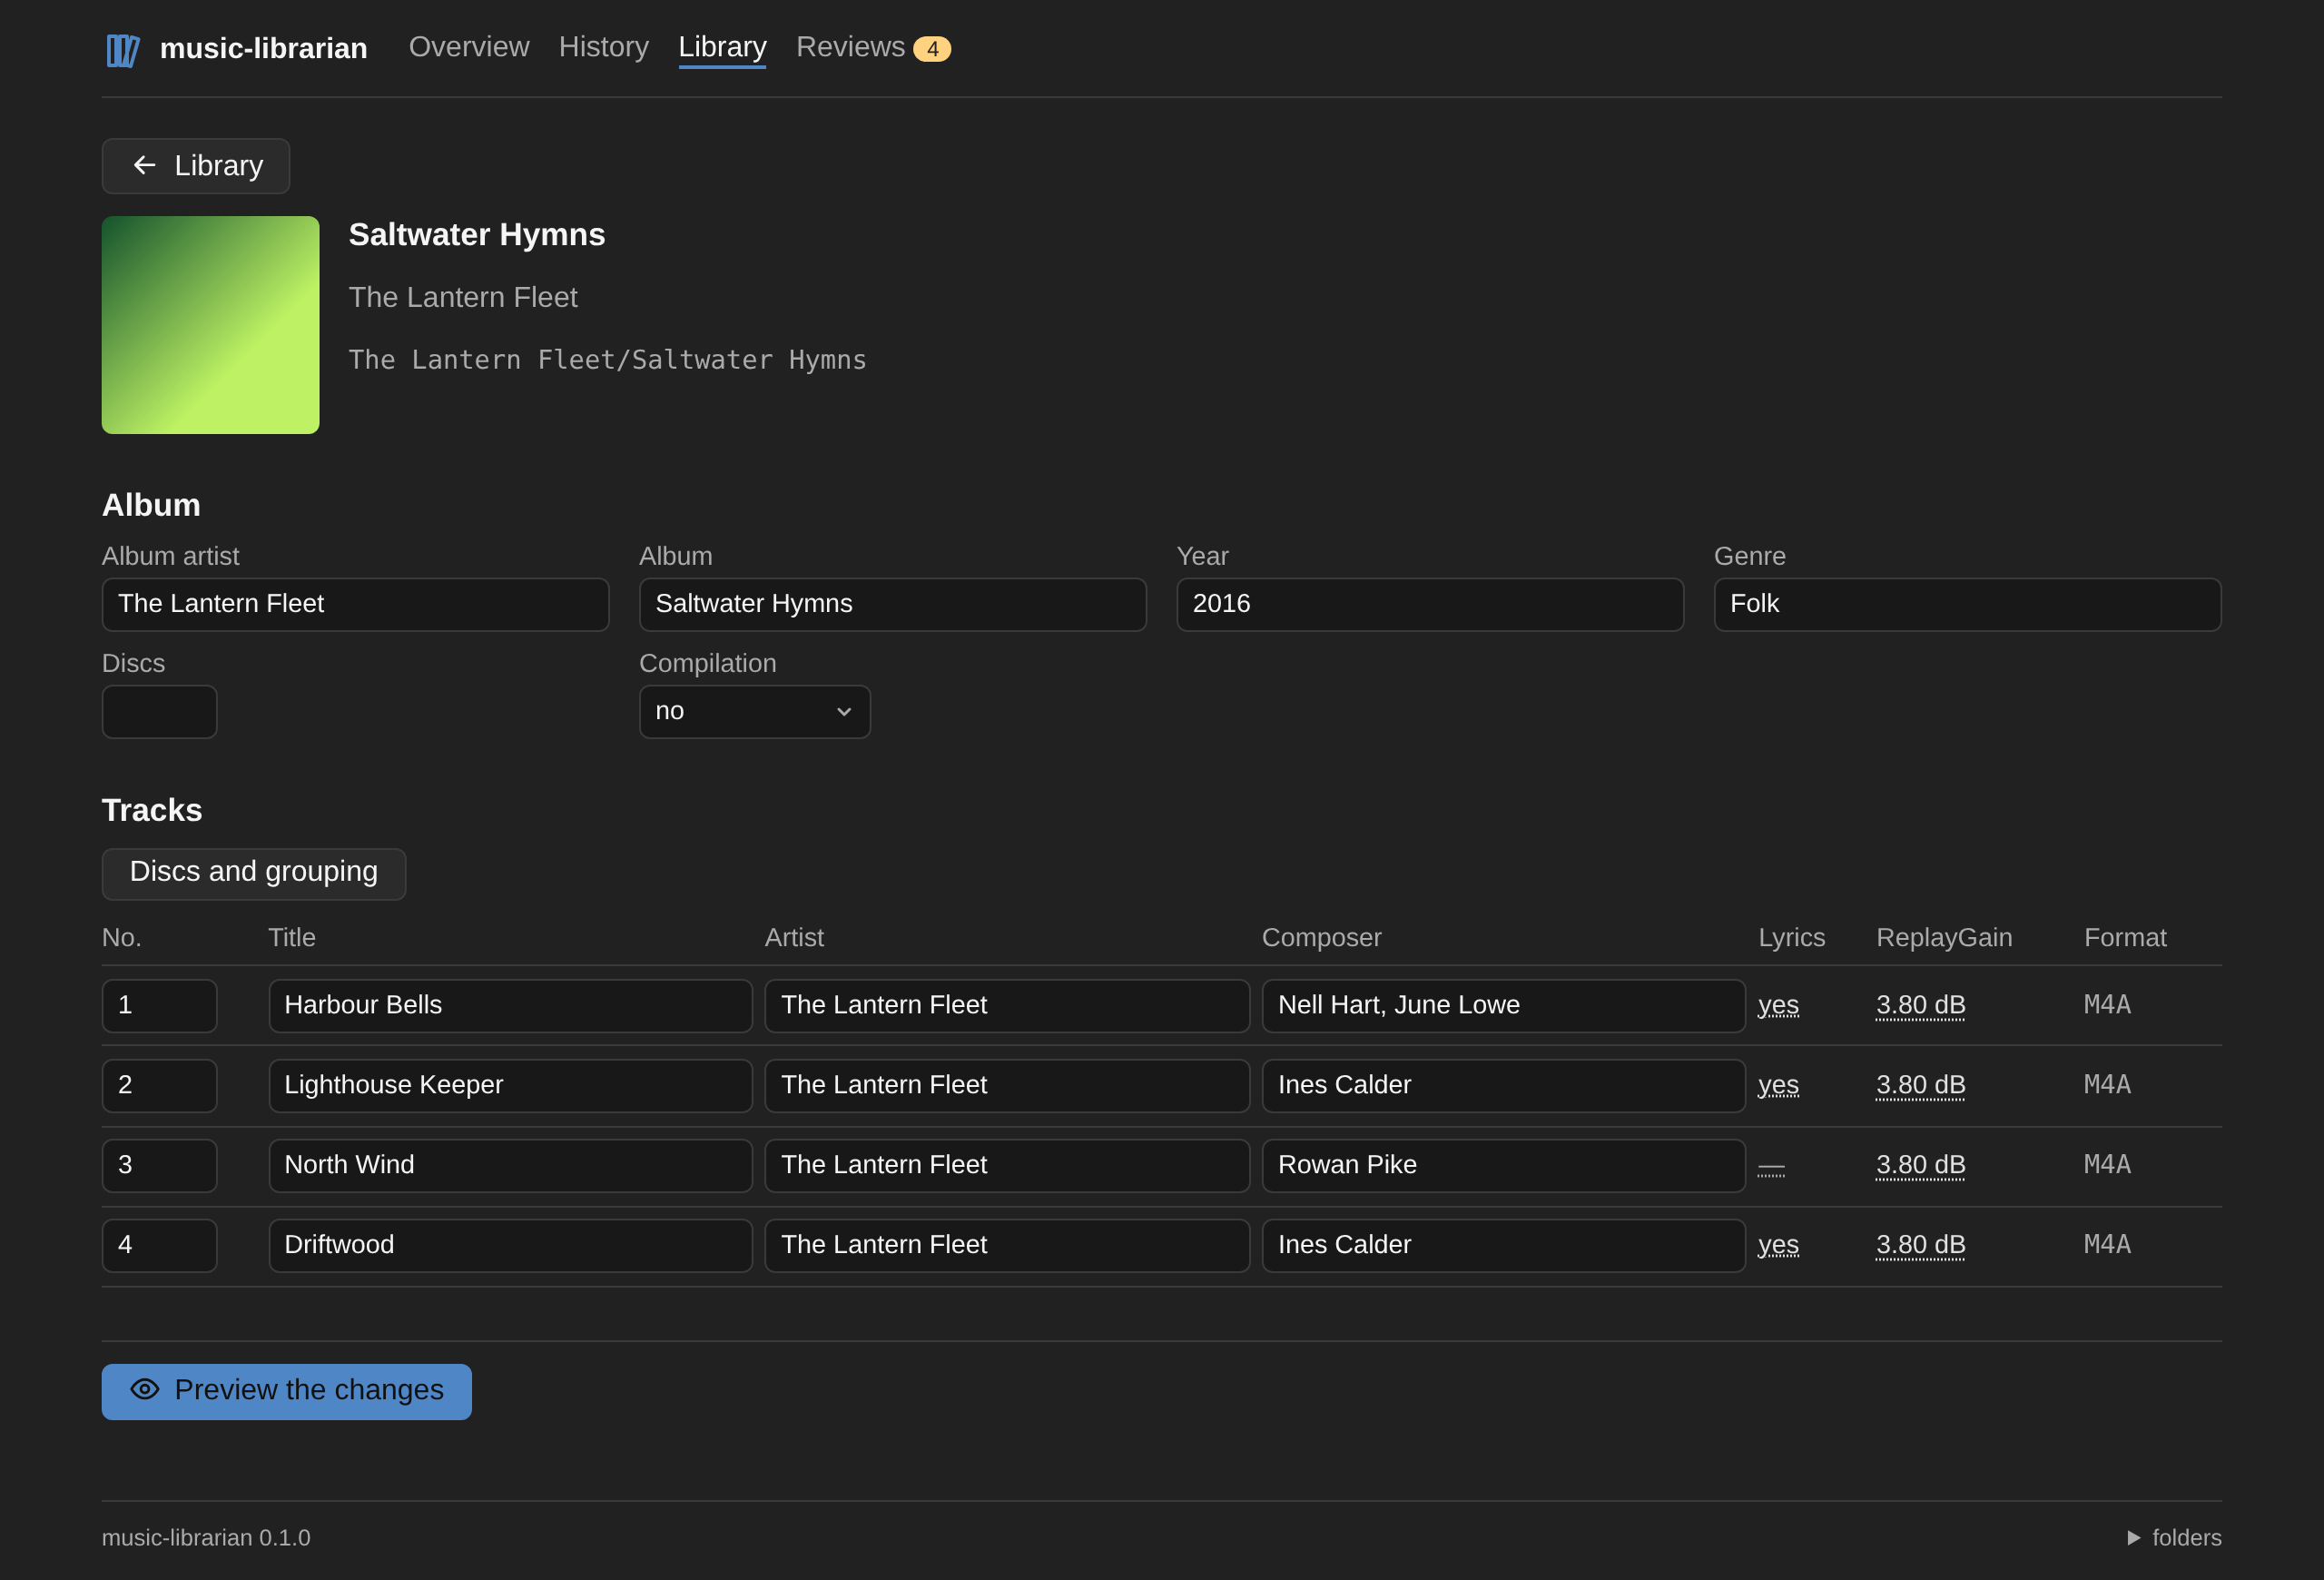 music-librarian Overview History Library Reviews 4
Library
Saltwater Hymns
The Lantern Fleet
The Lantern Fleet/Saltwater Hymns
Album
Album artist Album Year Genre
The Lantern Fleet Saltwater Hymns 2016 Folk
Discs Compilation
no
Tracks
Discs and grouping
No. Title Artist Composer Lyrics ReplayGain Format
1 Harbour Bells The Lantern Fleet Nell Hart, June Lowe yes 3.80 dB M4A
2 Lighthouse Keeper The Lantern Fleet Ines Calder yes 3.80 dB M4A
3 North Wind The Lantern Fleet Rowan Pike — 3.80 dB M4A
4 Driftwood The Lantern Fleet Ines Calder yes 3.80 dB M4A
Preview the changes
music-librarian 0.1.0 folders